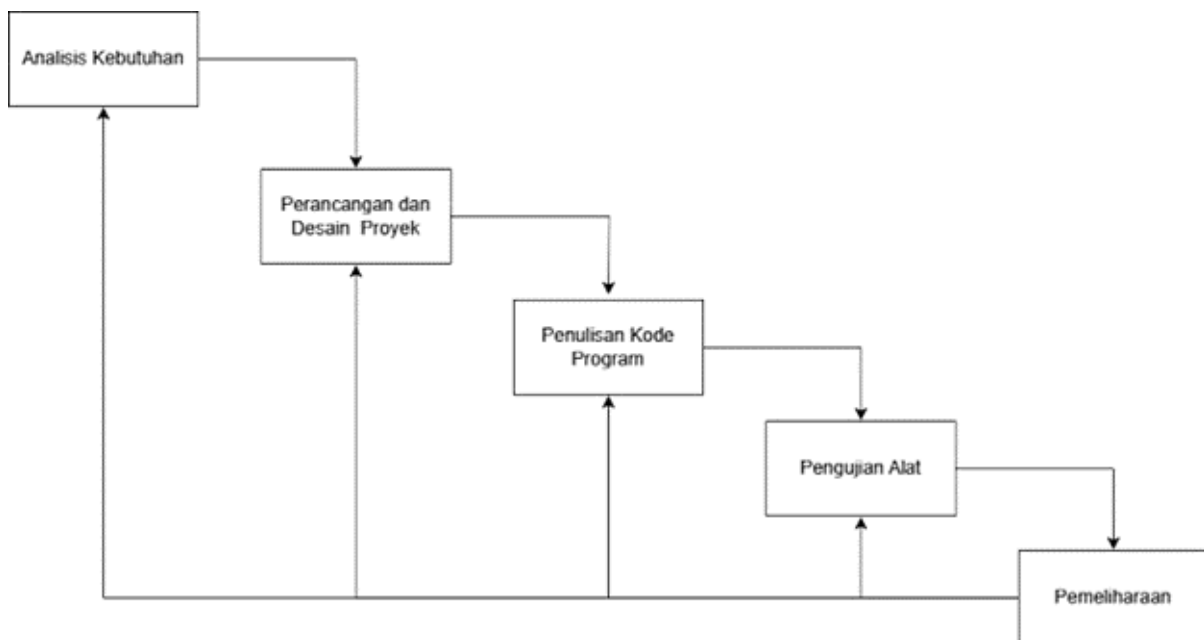 Analisis Kebutuhan
Perancangan dan
Desain Proyek
Penulisan Kode
Program
Pengujian Alat
Pemeliharaan